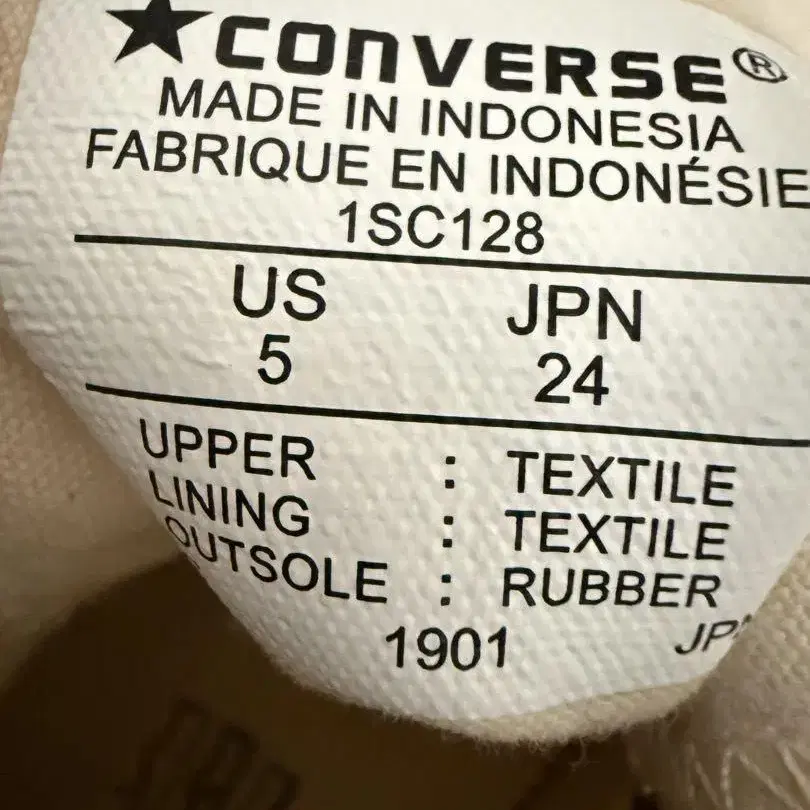 ★CONVERSE®
MADE IN INDONESIA
FABRIQUE EN INDONÉSIE
1SC128
US JPN
5 24
UPPER : TEXTILE
LINING : TEXTILE
OUTSOLE : RUBBER
1901